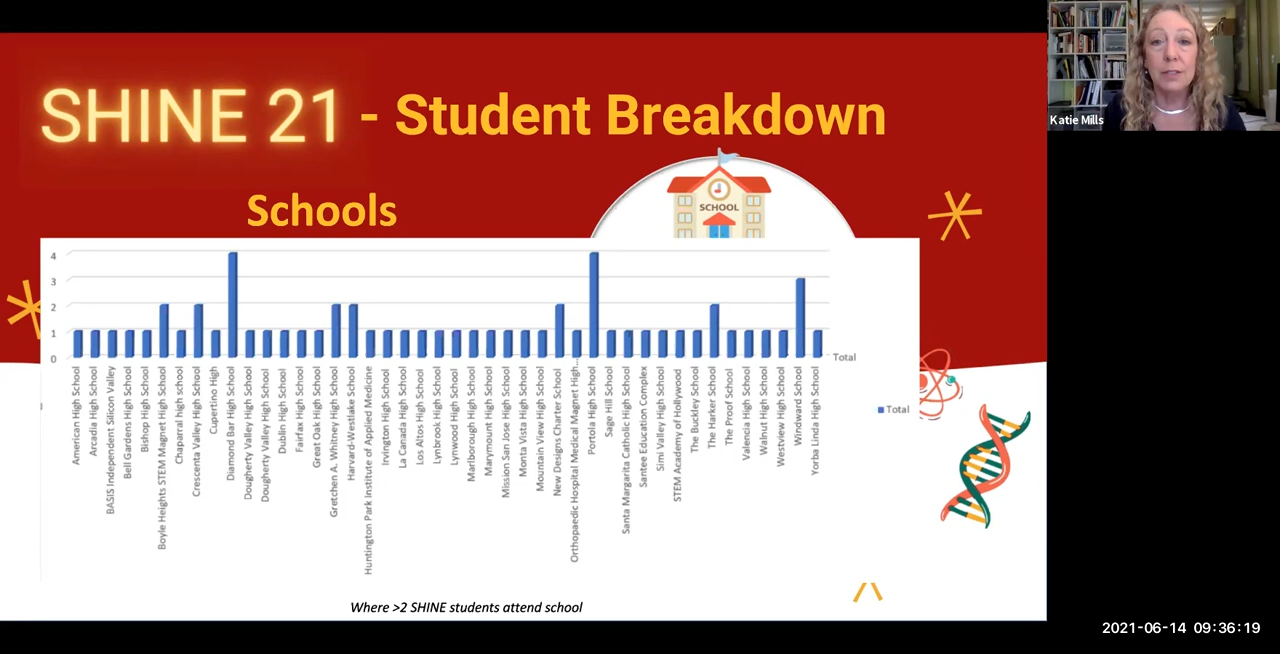 SHINE 21 - Student Breakdown
Katie Mills
Schools
SCHOOL
4
3
2
1
0
American High School
Arcadia High School
BASIS Independent Silicon Valley
Bell Gardens High School
Bishop High School
Boyle Heights STEM Magnet High School
Chaparral high School
Crescenta Valley High School
Cupertino High
Diamond Bar High School
Dougherty Valley High School
Dougherty Valley High School
Dublin High School
Fairfax High School
Great Oak High School
Gretchen A. Whitney High School
Harvard-Westlake School
Huntington Park Institute of Applied Medicine
Irvington High School
La Canada High School
Los Altos High School
Lynbrook High School
Lynwood High School
Marlborough High School
Marymount High School
Mission San Jose High School
Monta Vista High School
Mountain View High School
New Designs Charter School
Orthopaedic Hospital Medical Magnet High...
Portola High School
Sage Hill School
Santa Margarita Catholic High School
Santee Education Complex
Simi Valley High School
STEM Academy of Hollywood
The Buckley School
The Harker School
The Proof School
Valencia High School
Walnut High School
Westview High School
Windward School
Yorba Linda High School
Total
Total
Where >2 SHINE students attend school
2021-06-14 09:36:19